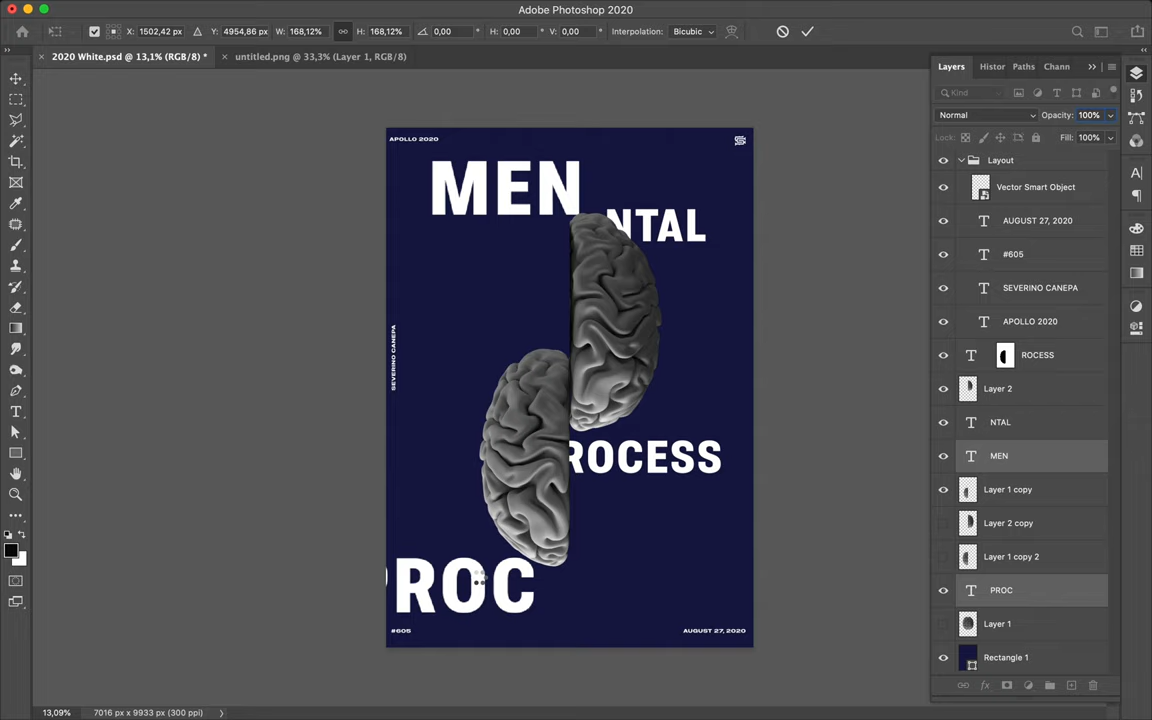 Adobe Photoshop 2020
X: 1502,42 px
Y: 4954,86 px
W: 168,12%
H: 168,12%
0,00
H: 0,00
V: 0,00
Interpolation: Bicubic
2020 White.psd @ 13,1% (RGB/8) *
untitled.png @ 33,3% (Layer 1, RGB/8)
Layers
Histor
Paths
Chann
Kind
Normal
Opacity: 100%
Lock:
Fill: 100%
Layout
Vector Smart Object
AUGUST 27, 2020
#605
SEVERINO CANEPA
APOLLO 2020
ROCESS
Layer 2
NTAL
MEN
Layer 1 copy
Layer 2 copy
Layer 1 copy 2
PROC
Layer 1
Rectangle 1
APOLLO 2020
MEN
NTAL
SEVERINO CANEPA
ROCESS
PROC
#605
AUGUST 27, 2020
13,09%
7016 px x 9933 px (300 ppi)